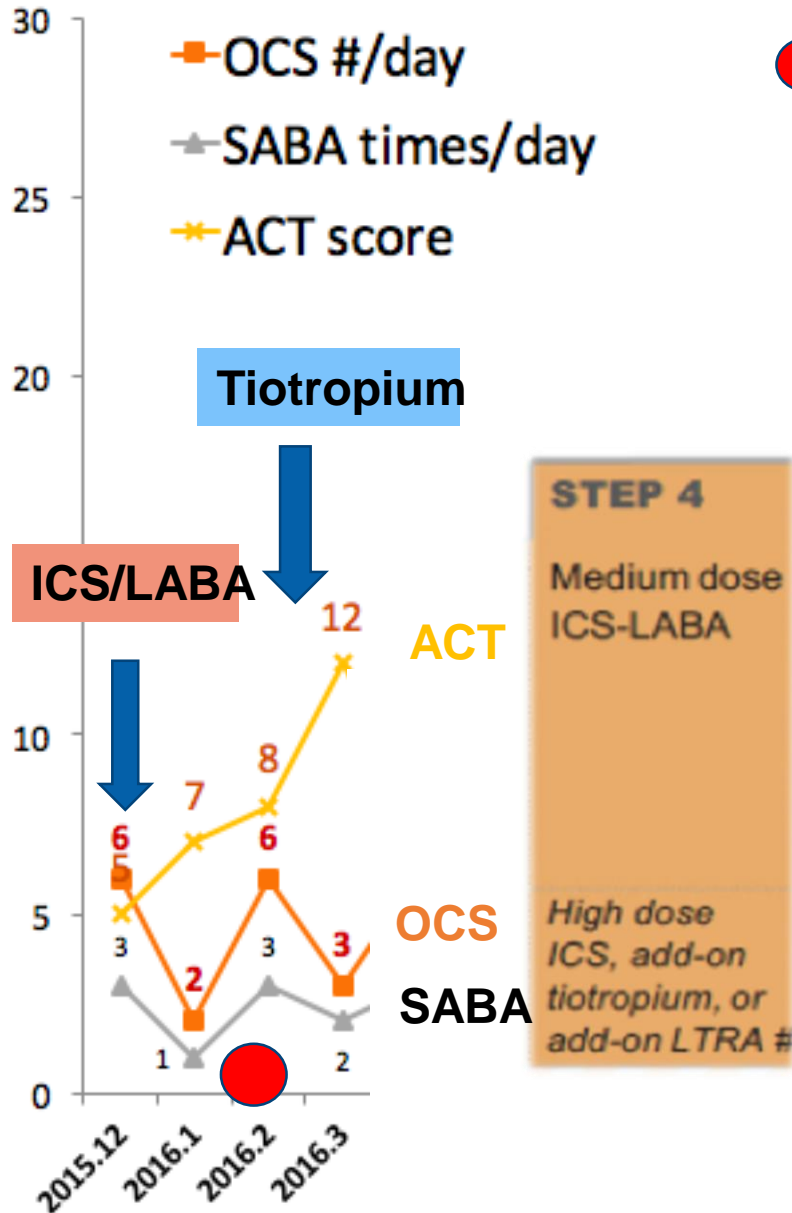 30
25
20
10
5
0
OCS #/day
SABA times/day
ACT score
Tiotropium
ICS/LABA
12
8
7
6
5
6
3
2
3
3
1
2
ACT
OCS
SABA
2015.12
2016.1
2016.2
2016.3
STEP 4
Medium dose
ICS-LABA
High dose
ICS, add-on
tiotropium, or
add-on LTRA #